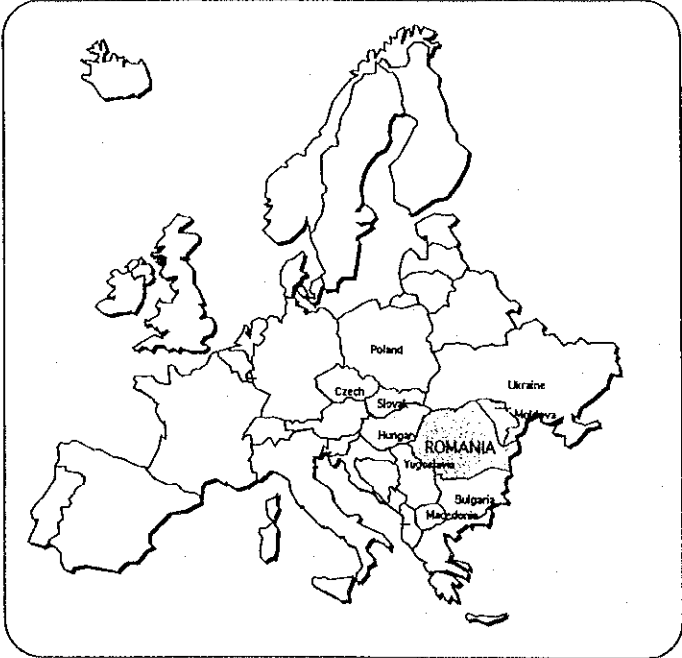 Poland
Ukraine
Czech
Slovak
Moldova
Hungary
ROMANIA
Yugoslavia
Bulgaria
Macedonia